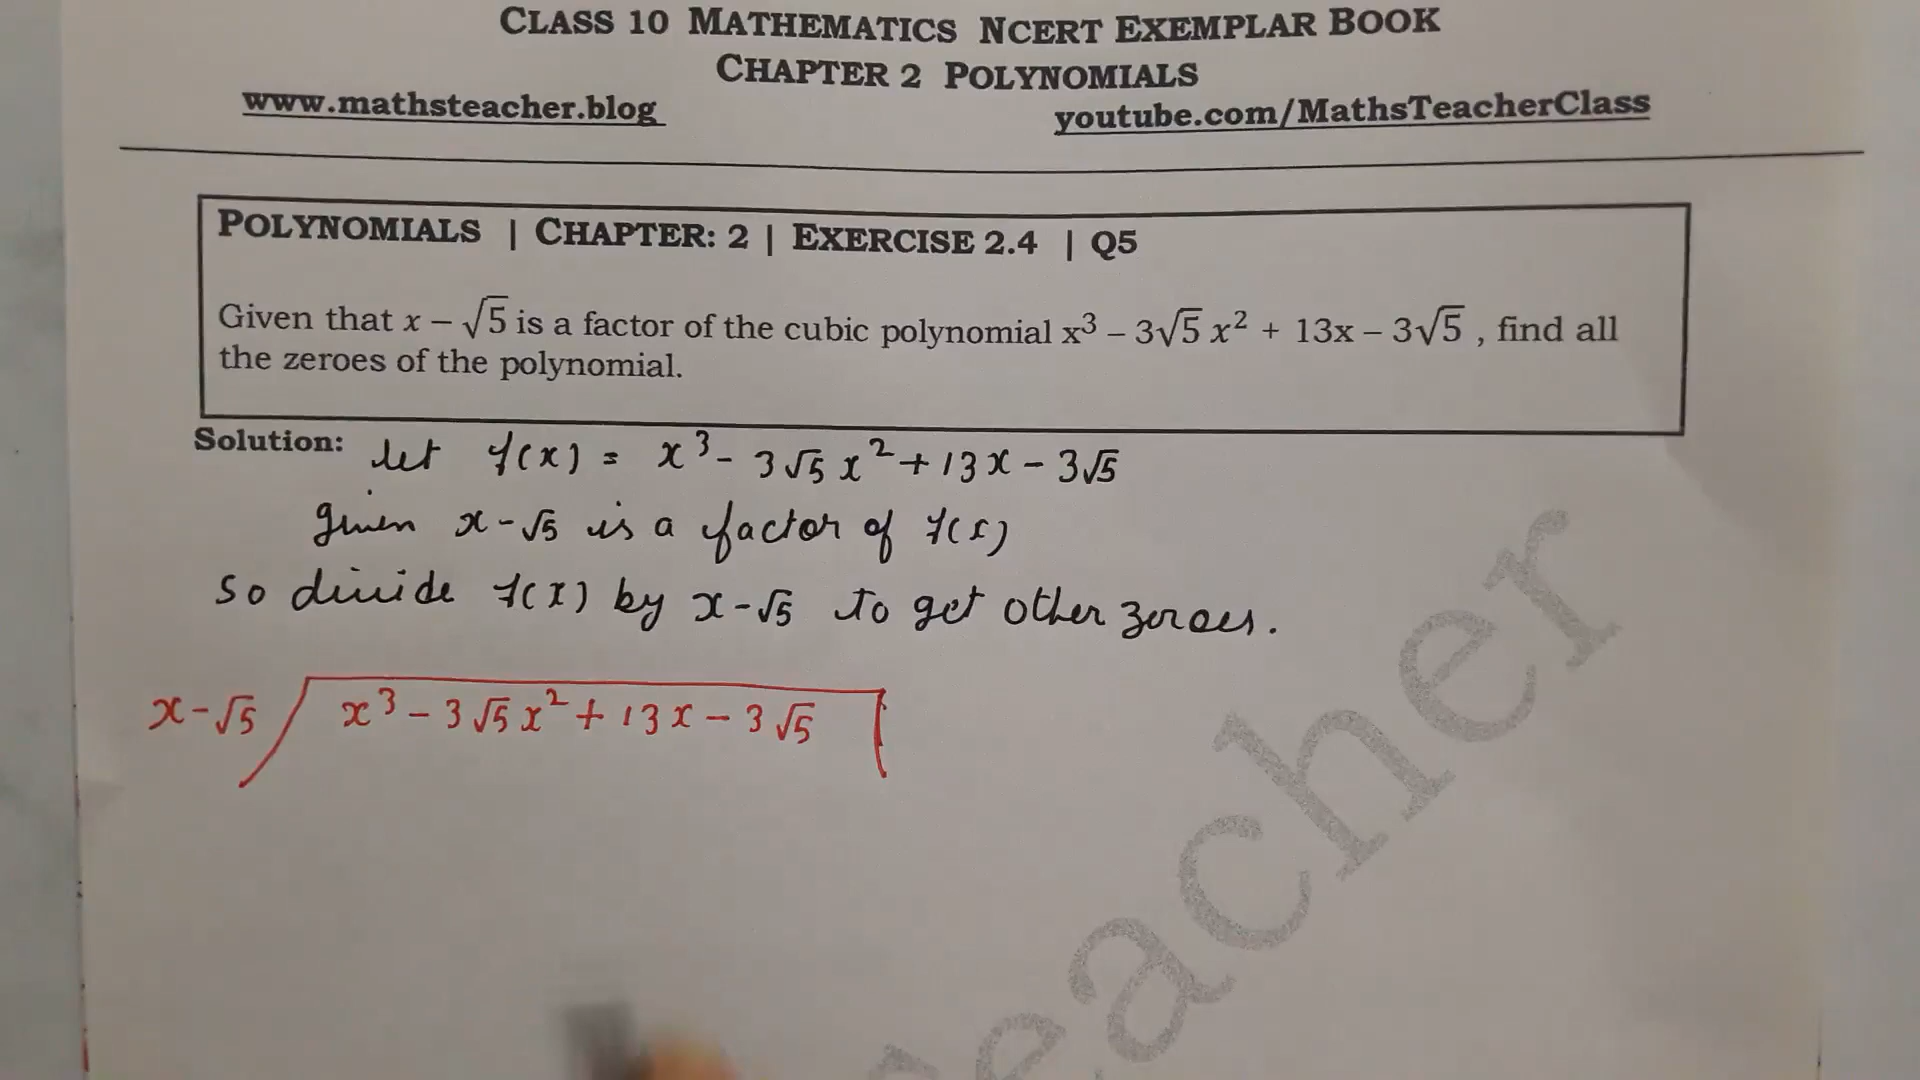 CLASS 10 MATHEMATICS NCERT EXEMPLAR BOOK
CHAPTER 2 POLYNOMIALS
www.mathsteacher.blog youtube.com/MathsTeacherClass
POLYNOMIALS | CHAPTER: 2 | EXERCISE 2.4 | Q5
Given that x – √5 is a factor of the cubic polynomial x³ – 3√5 x² + 13x – 3√5 , find all
the zeroes of the polynomial.
Solution: let f(x) = x³ - 3√5 x² + 13x - 3√5
given x-√5 is a factor of f(x)
so divide f(x) by x-√5 to get other zeroes.
x-√5 x³ - 3√5x² + 13x - 3√5
eacher